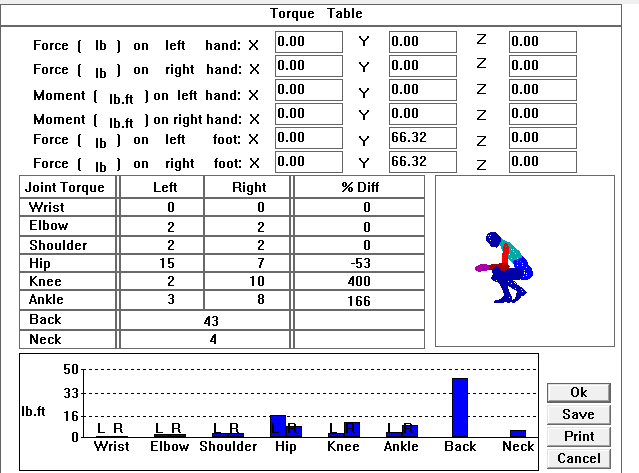 Torque Table
Force ( lb ) on left hand: X 0.00 Y 0.00 Z 0.00
Force ( lb ) on right hand: X 0.00 Y 0.00 Z 0.00
Moment ( lb.ft ) on left hand: X 0.00 Y 0.00 Z 0.00
Moment ( lb.ft ) on right hand: X 0.00 Y 0.00 Z 0.00
Force ( lb ) on left foot: X 0.00 Y 66.32 Z 0.00
Force ( lb ) on right foot: X 0.00 Y 66.32 Z 0.00
Joint Torque Left Right % Diff
Wrist 0 0 0
Elbow 2 2 0
Shoulder 2 2 0
Hip 15 7 -53
Knee 2 10 400
Ankle 3 8 166
Back 43
Neck 4
50
33
lb.ft
16
0
L R L R L R L R L R L R
Wrist Elbow Shoulder Hip Knee Ankle Back Neck
Ok
Save
Print
Cancel